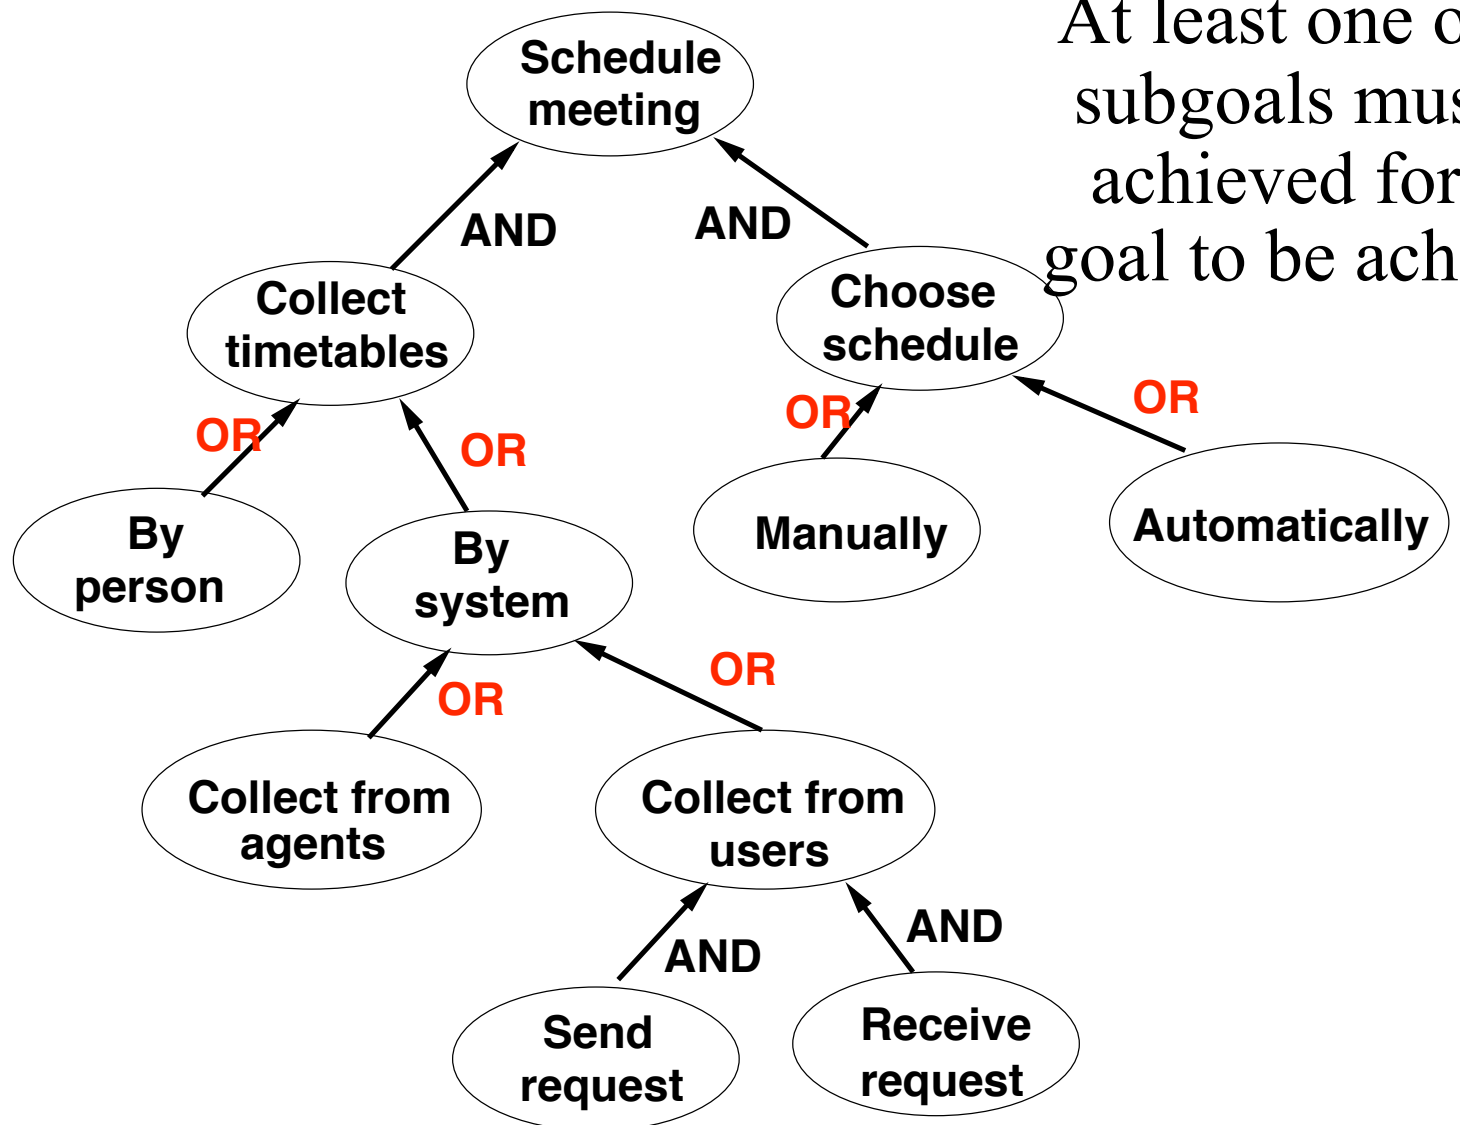 Schedule
meeting
At least one
subgoals
achieved for
goal to be
AND
AND
Collect
timetables
Choose
schedule
OR
OR
OR
OR
By
person
By
system
Manually
Automatically
OR
OR
Collect from
agents
Collect from
users
AND
AND
Send
request
Receive
request